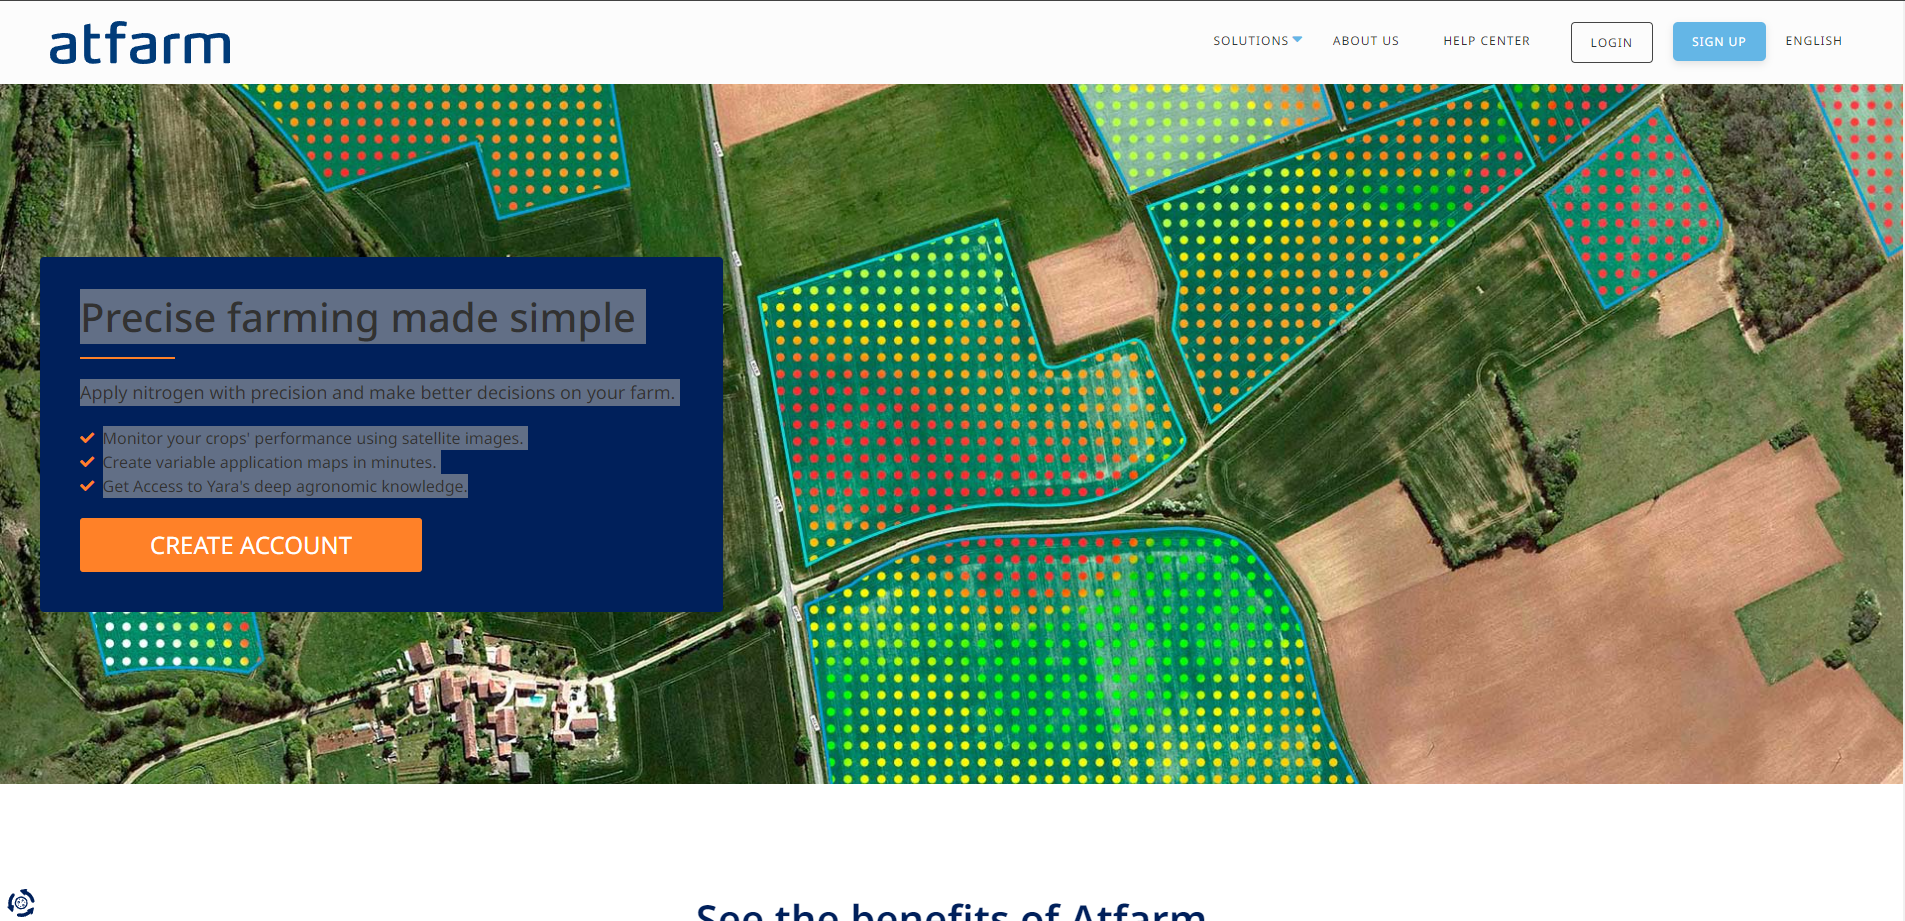 atfarm
SOLUTIONS
ABOUT US
HELP CENTER
LOGIN
SIGN UP
ENGLISH
Precise farming made simple
Apply nitrogen with precision and make better decisions on your farm.
Monitor your crops' performance using satellite images.
Create variable application maps in minutes.
Get Access to Yara's deep agronomic knowledge.
CREATE ACCOUNT
See the benefits of Atfarm